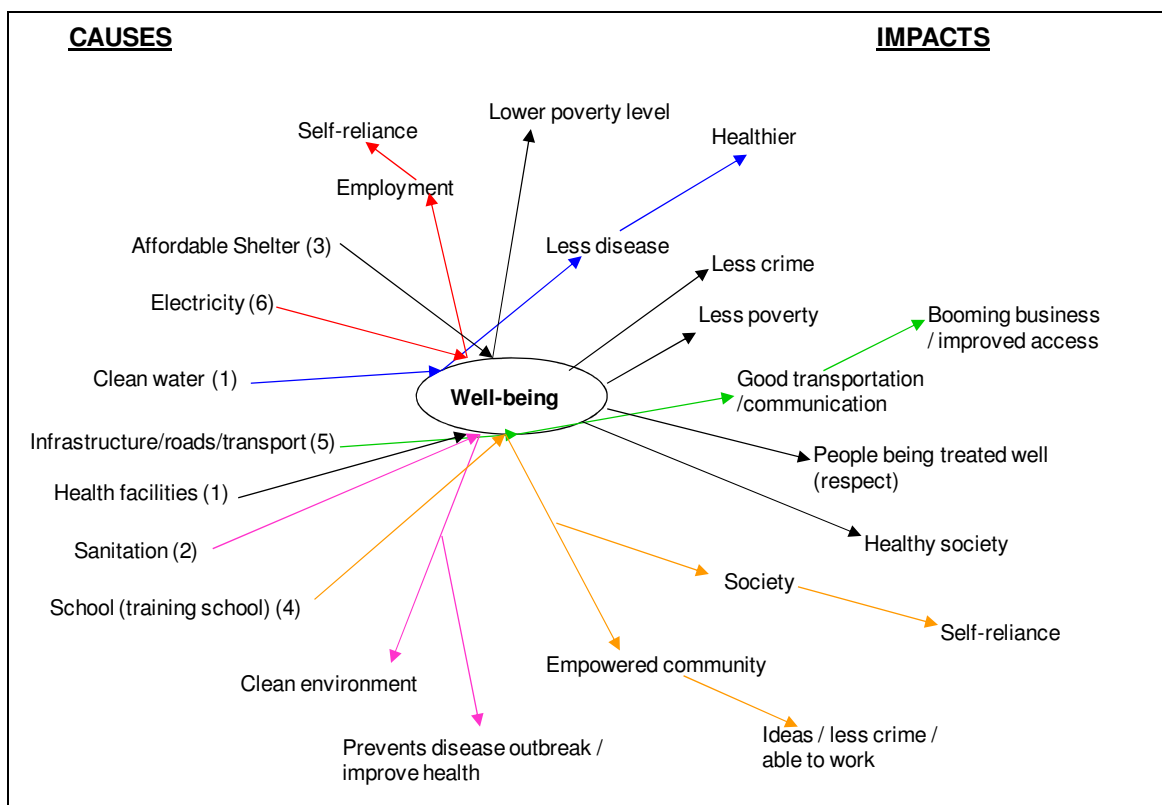 CAUSES
IMPACTS
Lower poverty level
Self-reliance
Healthier
Employment
Affordable Shelter (3)
Less disease
Less crime
Electricity (6)
Less poverty
Booming business
/ improved access
Clean water (1)
Well-being
Good transportation
/communication
Infrastructure/roads/transport (5)
People being treated well
(respect)
Health facilities (1)
Sanitation (2)
Healthy society
School (training school) (4)
Society
Self-reliance
Clean environment
Empowered community
Prevents disease outbreak /
improve health
Ideas / less crime /
able to work